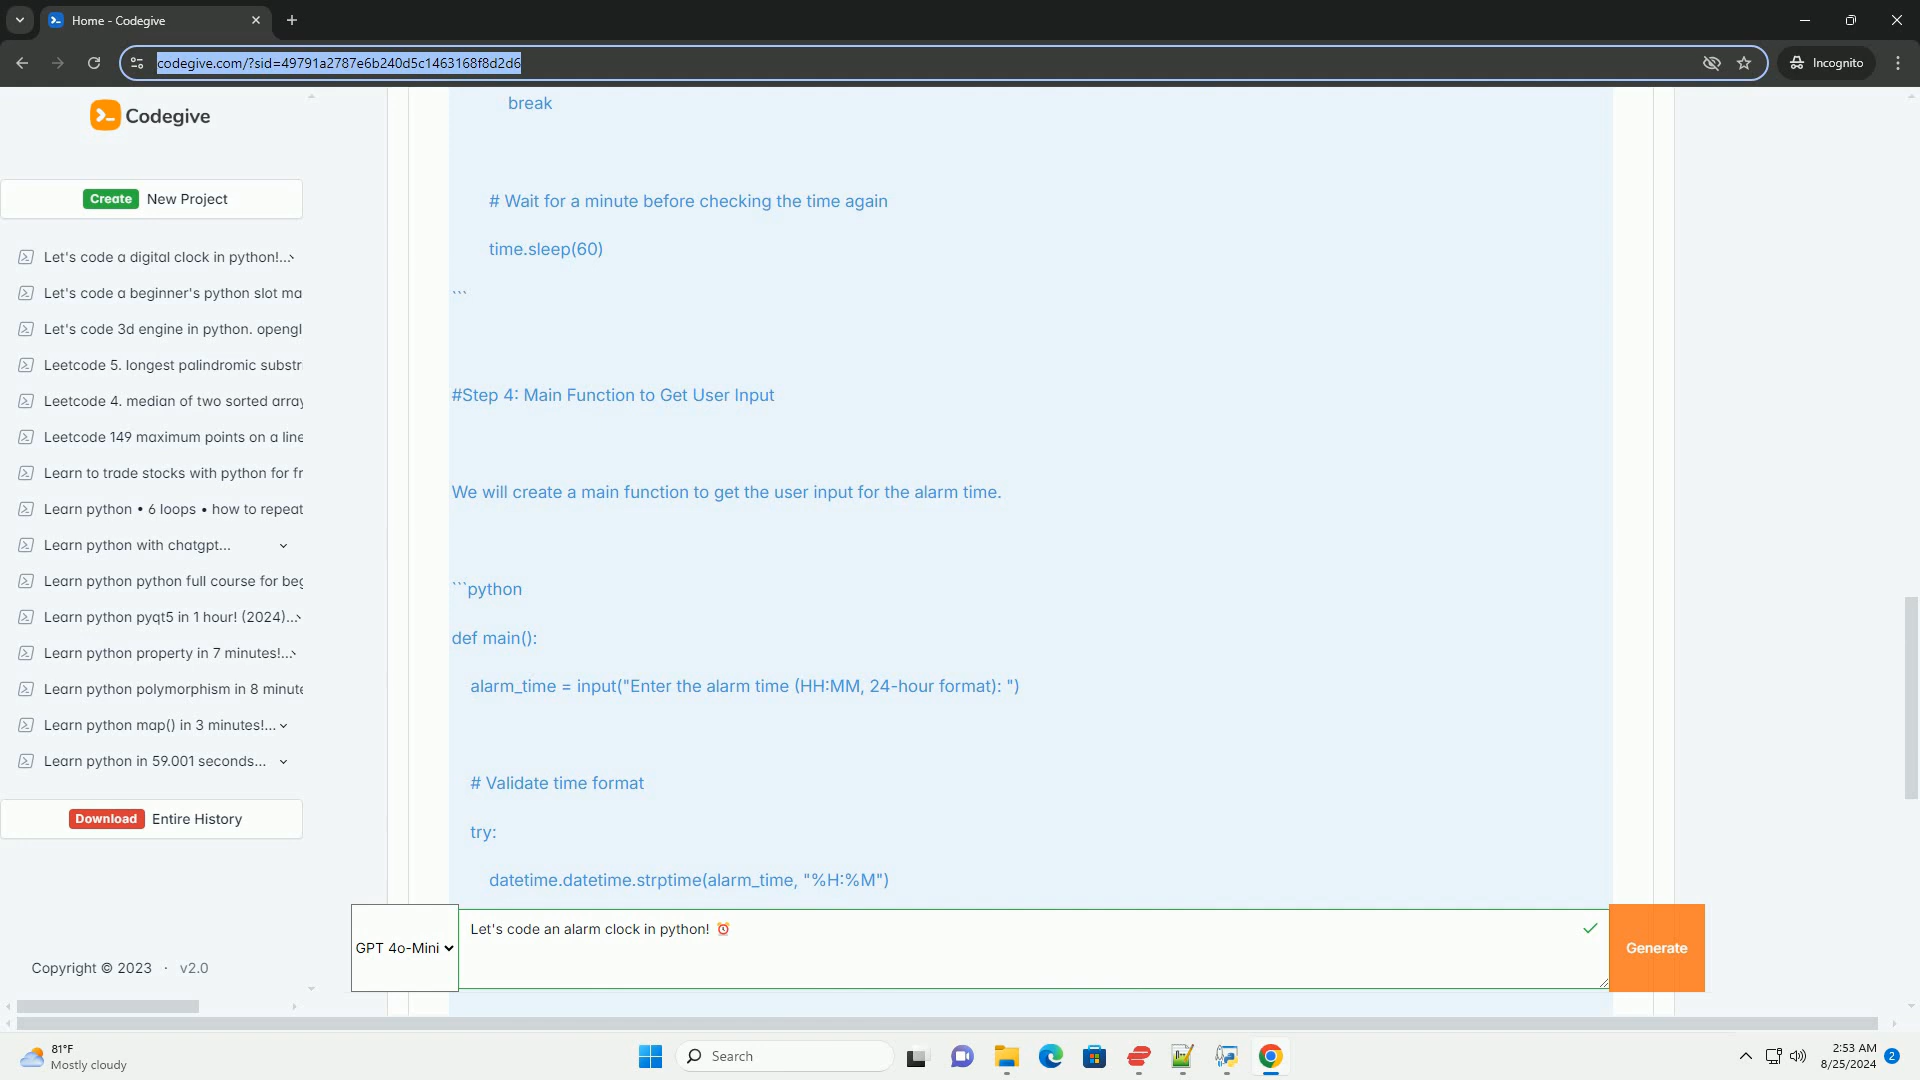 Home - Codegive
codegive.com/?sid=49791a2787e6b240d5c1463168f8d2d6
Incognito
Codegive
Create New Project
Let's code a digital clock in python!...
Let's code a beginner's python slot ma
Let's code 3d engine in python. opengl
Leetcode 5. longest palindromic substr
Leetcode 4. median of two sorted array
Leetcode 149 maximum points on a line
Learn to trade stocks with python for fr
Learn python • 6 loops • how to repeat
Learn python with chatgpt...
Learn python python full course for beg
Learn python pyqt5 in 1 hour! (2024)...
Learn python property in 7 minutes!...
Learn python polymorphism in 8 minute
Learn python map() in 3 minutes!...
Learn python in 59.001 seconds...
Download Entire History
Copyright © 2023 · v2.0
break
# Wait for a minute before checking the time again
time.sleep(60)
```
#Step 4: Main Function to Get User Input
We will create a main function to get the user input for the alarm time.
```python
def main():
alarm_time = input("Enter the alarm time (HH:MM, 24-hour format): ")
# Validate time format
try:
datetime.datetime.strptime(alarm_time, "%H:%M")
GPT 4o-Mini
Let's code an alarm clock in python! ⏰
Generate
81°F
Mostly cloudy
Search
2:53 AM
8/25/2024
2